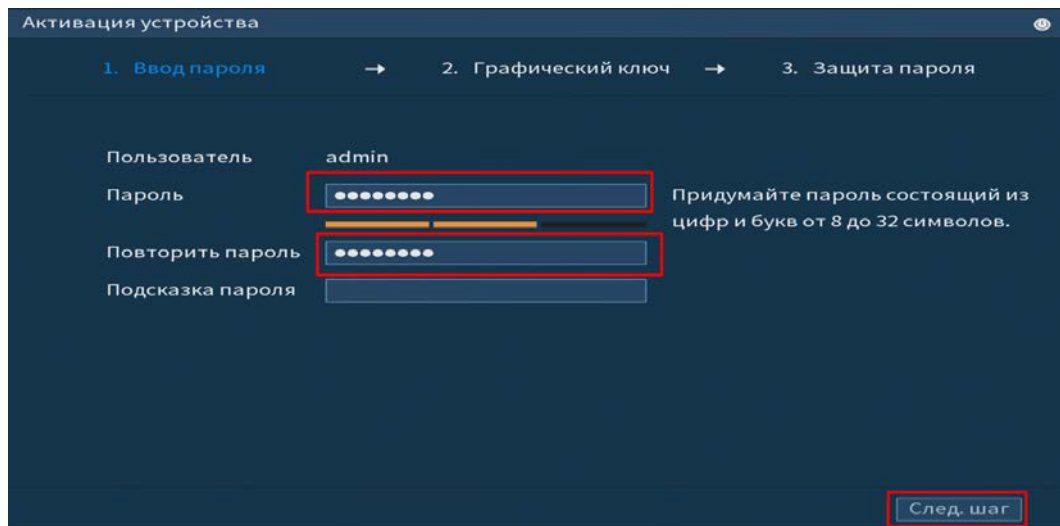 Активация устройства
1. Ввод пароля → 2. Графический ключ → 3. Защита пароля
Пользователь admin
Пароль ●●●●●●●● Придумайте пароль состоящий из
цифр и букв от 8 до 32 символов.
Повторить пароль ●●●●●●●●
Подсказка пароля
След. шаг